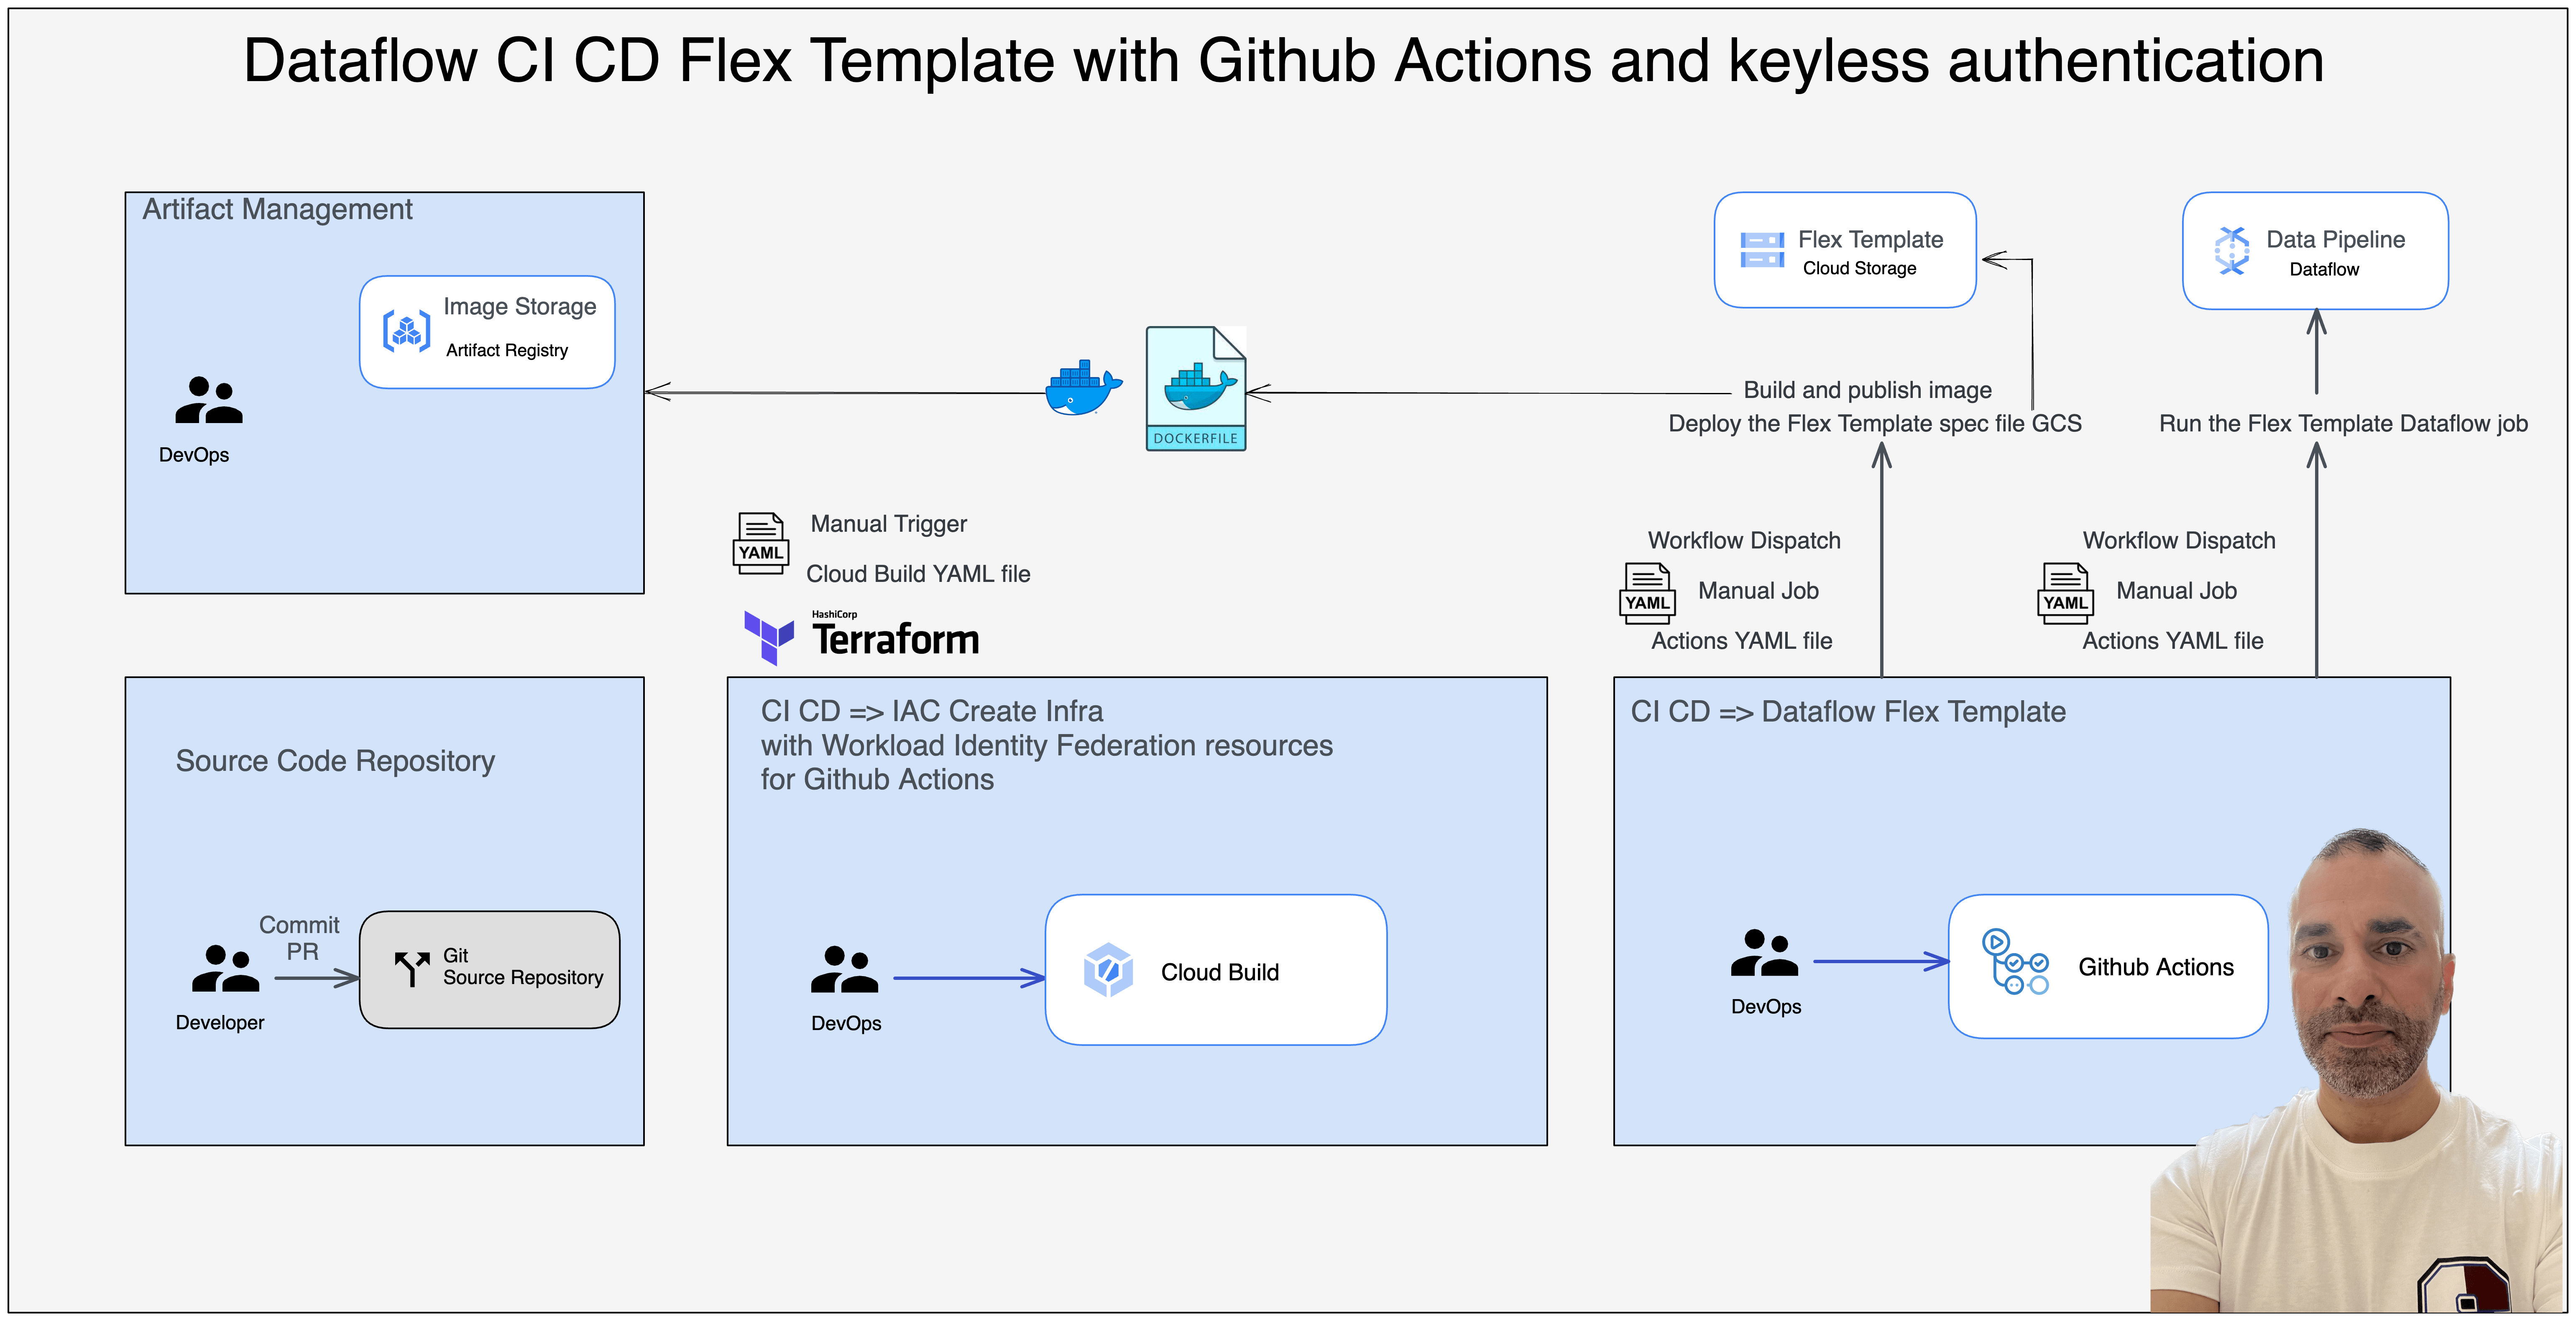 Dataflow CI CD Flex Template with Github Actions and keyless authentication
Artifact Management
Image Storage
Artifact Registry
DevOps
DOCKERFILE
Flex Template
Cloud Storage
Data Pipeline
Dataflow
Build and publish image
Deploy the Flex Template spec file GCS
Run the Flex Template Dataflow job
YAML
Manual Trigger
Cloud Build YAML file
HashiCorp
Terraform
Workflow Dispatch
YAML
Manual Job
Actions YAML file
Workflow Dispatch
YAML
Manual Job
Actions YAML file
Source Code Repository
Commit
PR
Developer
Git
Source Repository
CI CD => IAC Create Infra
with Workload Identity Federation resources
for Github Actions
DevOps
Cloud Build
CI CD => Dataflow Flex Template
DevOps
Github Actions